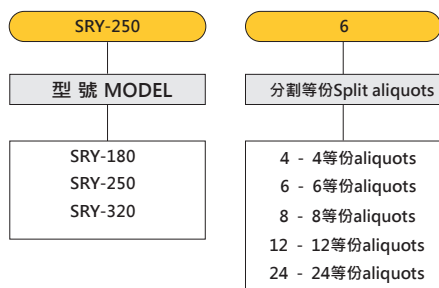 SRY-250
型 號 MODEL
SRY-180
SRY-250
SRY-320
6
分割等份Split aliquots
4 - 4等份aliquots
6 - 6等份aliquots
8 - 8等份aliquots
12 - 12等份aliquots
24 - 24等份aliquots